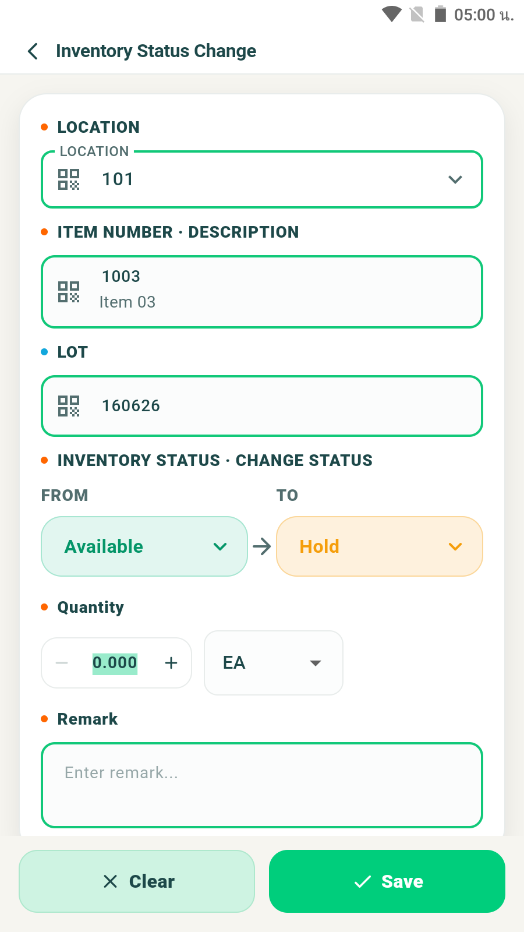 05:00 น.
Inventory Status Change
LOCATION
LOCATION
101
ITEM NUMBER · DESCRIPTION
1003
Item 03
LOT
160626
INVENTORY STATUS · CHANGE STATUS
FROM TO
Available Hold
Quantity
0.000 EA
Remark
Enter remark...
Clear Save